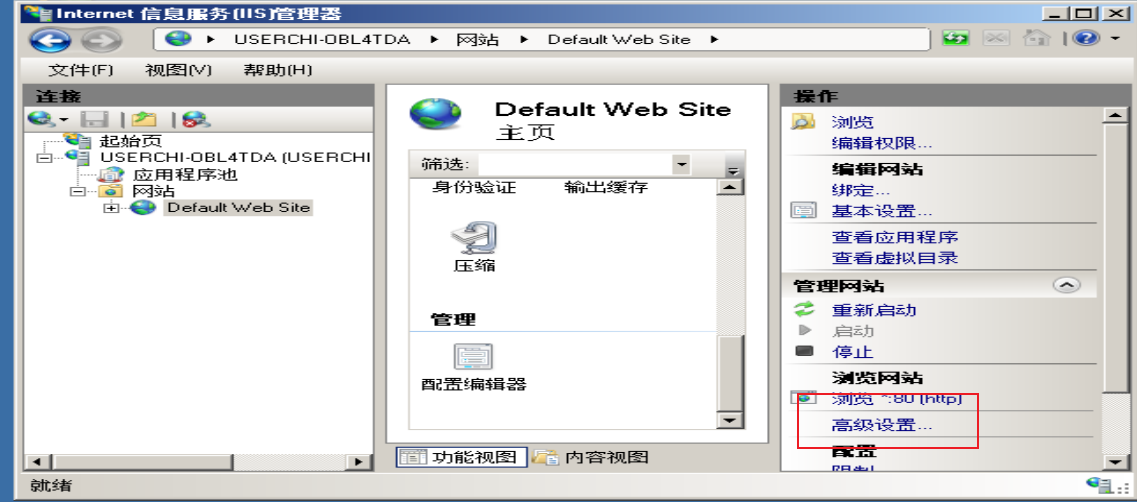 Internet 信息服务(IIS)管理器
USERCHI-OBL4TDA 网站 Default Web Site
文件(F) 视图(V) 帮助(H)
连接
起始页
USERCHI-OBL4TDA (USERCHI
应用程序池
网站
Default Web Site
Default Web Site
主页
筛选:
身份验证 输出缓存
压缩
管理
配置编辑器
功能视图 内容视图
操作
浏览
编辑权限...
编辑网站
绑定...
基本设置...
查看应用程序
查看虚拟目录
管理网站
重新启动
启动
停止
浏览网站
浏览 *:80 (http)
高级设置...
配置
限制
就绪